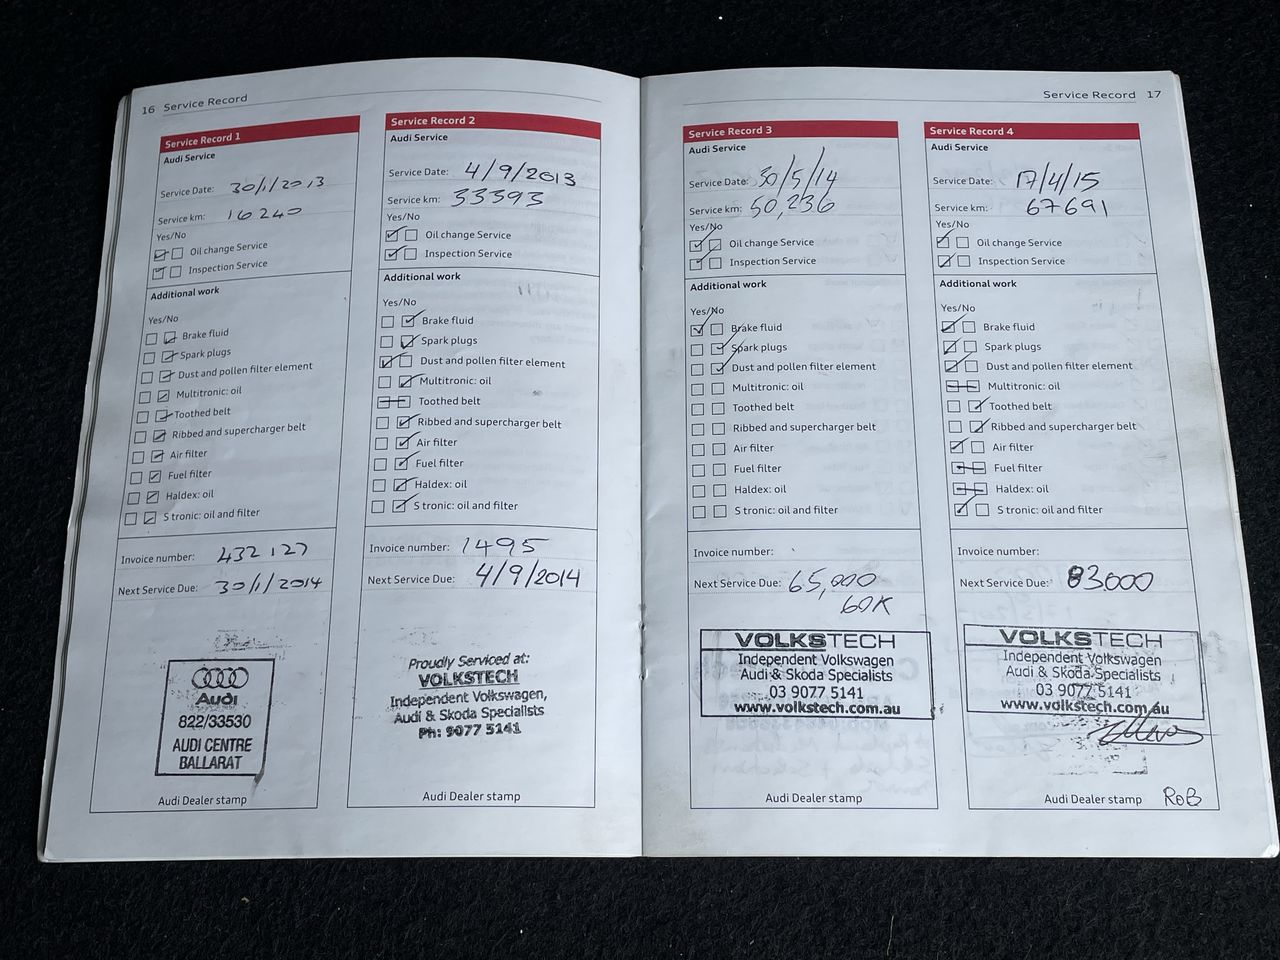 16 Service Record
Service Record 1
Audi Service
Service Date: 30/1/2013
Service km: 16240
Yes/No
Oil change Service
Inspection Service
Additional work
Yes/No
Brake fluid
Spark plugs
Dust and pollen filter element
Multitronic: oil
Toothed belt
Ribbed and supercharger belt
Air filter
Fuel filter
Haldex: oil
S tronic: oil and filter
Invoice number: 432127
Next Service Due: 30/1/2014
Audi
822/33530
AUDI CENTRE
BALLARAT
Audi Dealer stamp
Service Record 2
Audi Service
Service Date: 4/9/2013
Service km: 33393
Yes/No
Oil change Service
Inspection Service
Additional work
Yes/No
Brake fluid
Spark plugs
Dust and pollen filter element
Multitronic: oil
Toothed belt
Ribbed and supercharger belt
Air filter
Fuel filter
Haldex: oil
S tronic: oil and filter
Invoice number: 1495
Next Service Due: 4/9/2014
Proudly Serviced at:
VOLKSTECH
Independent Volkswagen,
Audi & Skoda Specialists
Ph: 9077 5141
Audi Dealer stamp
Service Record 17
Service Record 3
Audi Service
Service Date: 30/5/14
Service km: 50,236
Yes/No
Oil change Service
Inspection Service
Additional work
Yes/No
Brake fluid
Spark plugs
Dust and pollen filter element
Multitronic: oil
Toothed belt
Ribbed and supercharger belt
Air filter
Fuel filter
Haldex: oil
S tronic: oil and filter
Invoice number:
Next Service Due: 65,000
60K
VOLKSTECH
Independent Volkswagen
Audi & Skoda Specialists
03 9077 5141
www.volkstech.com.au
Audi Dealer stamp
Service Record 4
Audi Service
Service Date: 17/4/15
Service km: 67691
Yes/No
Oil change Service
Inspection Service
Additional work
Yes/No
Brake fluid
Spark plugs
Dust and pollen filter element
Multitronic: oil
Toothed belt
Ribbed and supercharger belt
Air filter
Fuel filter
Haldex: oil
S tronic: oil and filter
Invoice number:
Next Service Due: 83000
VOLKSTECH
Independent Volkswagen
Audi & Skoda Specialists
03 9077 5141
www.volkstech.com.au
Audi Dealer stamp ROB